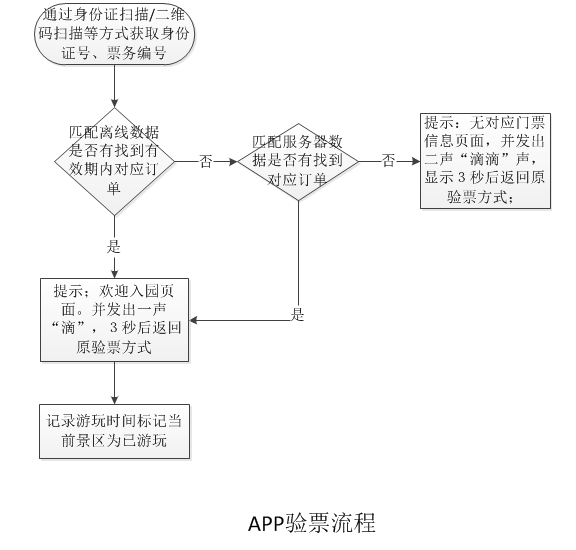 通过身份证扫描/二维
码扫描等方式获取身份
证号、票务编号
匹配离线数据
是否有找到有
效期内对应订
单
否
匹配服务器数
据是否有找到
对应订单
否
提示：无对应门票
信息页面，并发出
二声“滴滴”声，
显示3秒后返回原
验票方式；
是
是
提示；欢迎入园页
面。并发出一声
“滴”，3秒后返回
原验票方式
记录游玩时间标记当
前景区为已游玩
APP验票流程